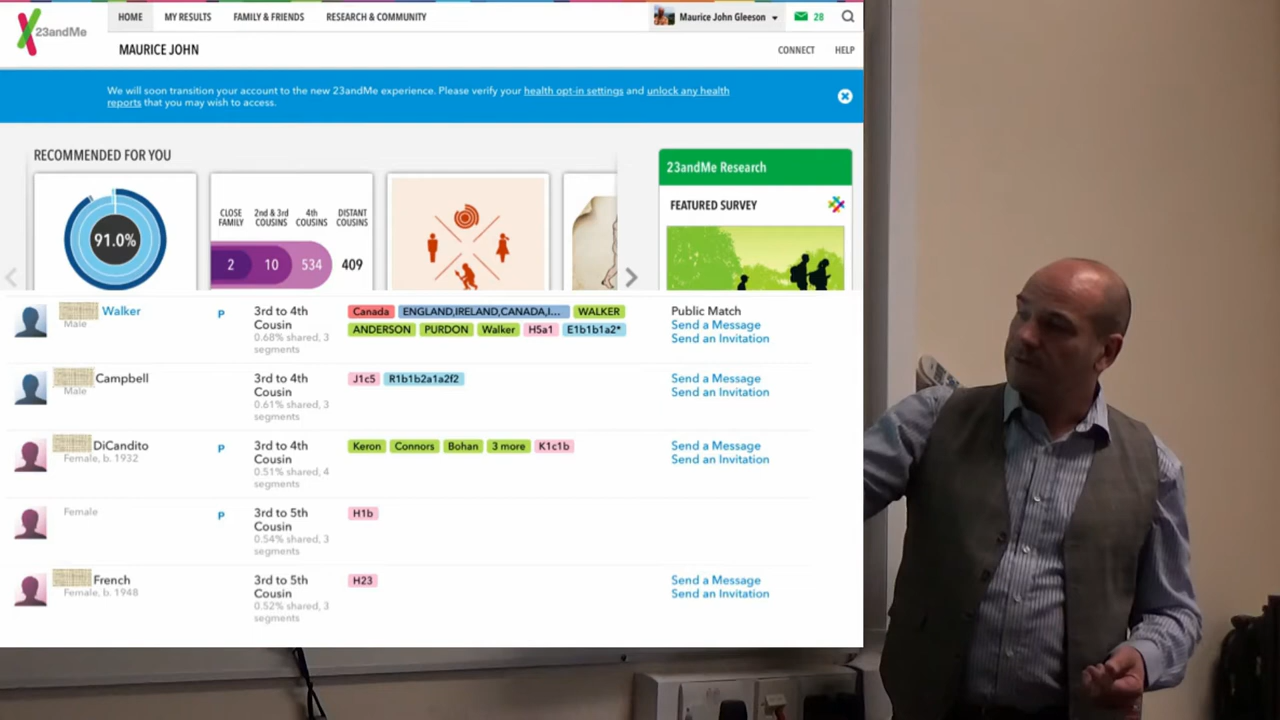 23andMe
HOME MY RESULTS FAMILY & FRIENDS RESEARCH & COMMUNITY Maurice John Gleeson 28
MAURICE JOHN CONNECT HELP
We will soon transition your account to the new 23andMe experience. Please verify your health opt-in settings and unlock any health
reports that you may wish to access.
RECOMMENDED FOR YOU
91.0%
CLOSE FAMILY 2nd & 3rd COUSINS 4th COUSINS DISTANT COUSINS
2 10 534 409
23andMe Research
FEATURED SURVEY
Walker
Male
P
3rd to 4th
Cousin
0.68% shared, 3
segments
Canada ENGLAND,IRELAND,CANADA,I... WALKER
ANDERSON PURDON Walker H5a1 E1b1b1a2*
Public Match
Send a Message
Send an Invitation
Campbell
Male
3rd to 4th
Cousin
0.61% shared, 3
segments
J1c5 R1b1b2a1a2f2
Send a Message
Send an Invitation
DiCandito
Female, b. 1932
P
3rd to 4th
Cousin
0.51% shared, 4
segments
Keron Connors Bohan 3 more K1c1b
Send a Message
Send an Invitation
Female
P
3rd to 5th
Cousin
0.54% shared, 3
segments
H1b
French
Female, b. 1948
3rd to 5th
Cousin
0.52% shared, 3
segments
H23
Send a Message
Send an Invitation